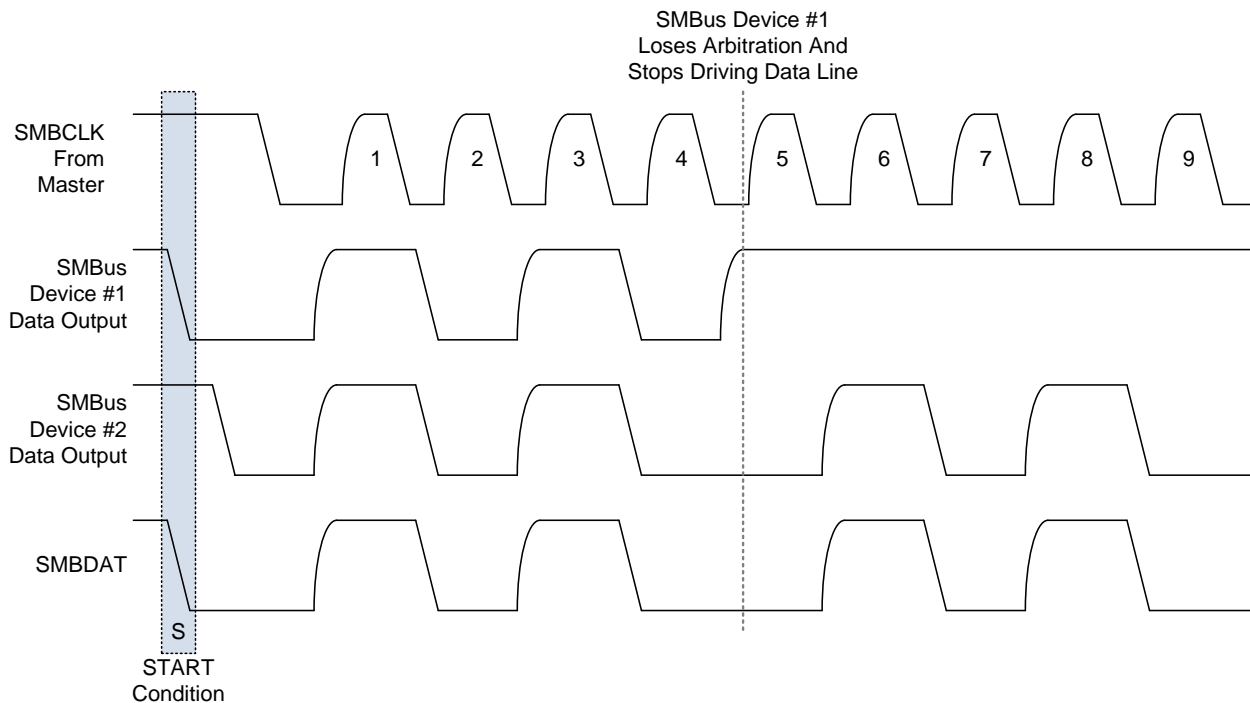 SMBus Device #1
Loses Arbitration And
Stops Driving Data Line
SMBCLK
From
Master
1 2 3 4 5 6 7 8 9
SMBus
Device #1
Data Output
SMBus
Device #2
Data Output
SMBDAT
S
START
Condition